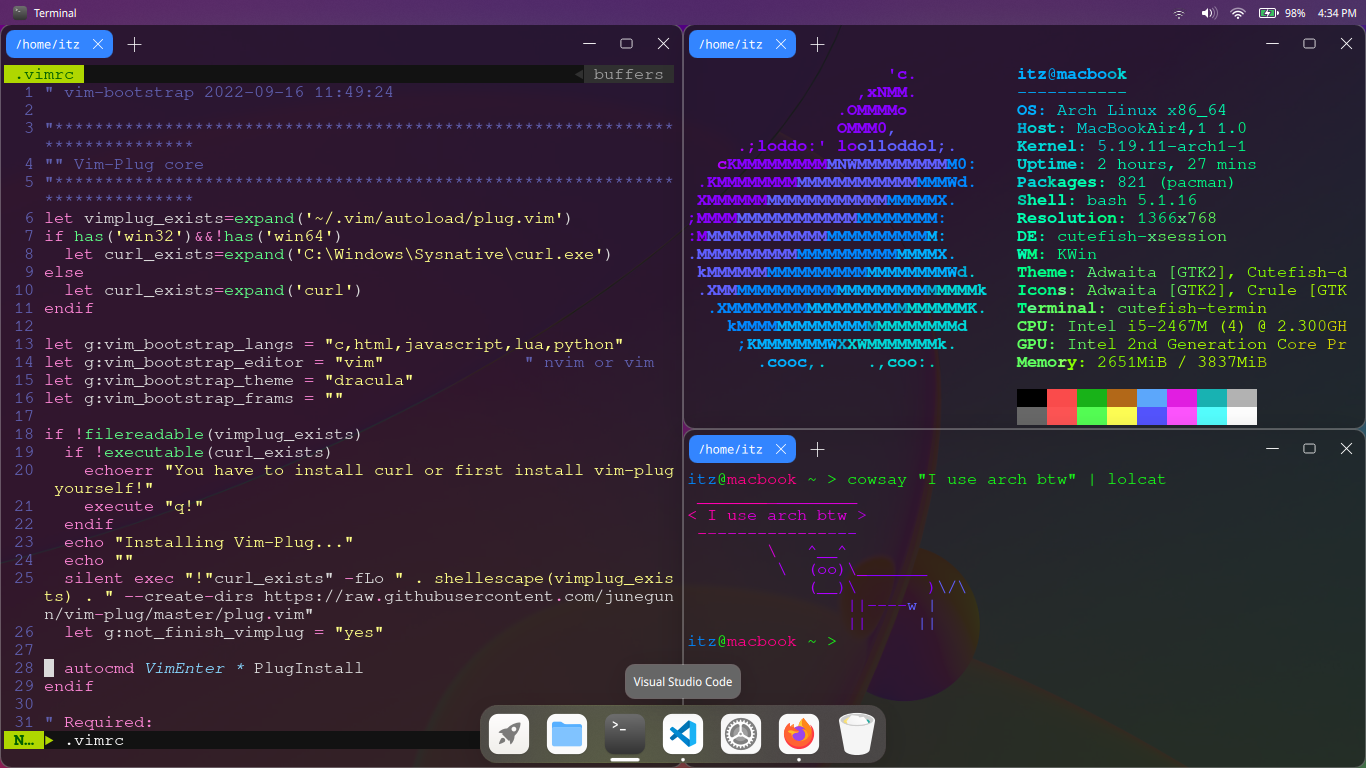 Terminal
98% 4:34 PM
/home/itz
.vimrc buffers
1 " vim-bootstrap 2022-09-16 11:49:24
2
3 "**************************************************************
***************
4 "" Vim-Plug core
5 "**************************************************************
***************
6 let vimplug_exists=expand('~/.vim/autoload/plug.vim')
7 if has('win32')&&!has('win64')
8   let curl_exists=expand('C:\Windows\Sysnative\curl.exe')
9 else
10   let curl_exists=expand('curl')
11 endif
12
13 let g:vim_bootstrap_langs = "c,html,javascript,lua,python"
14 let g:vim_bootstrap_editor = "vim"              " nvim or vim
15 let g:vim_bootstrap_theme = "dracula"
16 let g:vim_bootstrap_frams = ""
17
18 if !filereadable(vimplug_exists)
19   if !executable(curl_exists)
20     echoerr "You have to install curl or first install vim-plug
yourself!"
21     execute "q!"
22   endif
23   echo "Installing Vim-Plug..."
24   echo ""
25   silent exec "!"curl_exists" -fLo " . shellescape(vimplug_exis
ts) . " --create-dirs https://raw.githubusercontent.com/junegun
n/vim-plug/master/plug.vim"
26   let g:not_finish_vimplug = "yes"
27
28   autocmd VimEnter * PlugInstall
29 endif
30
31 " Required:
N… .vimrc
/home/itz
                    'c.
                 ,xNMM.
               .OMMMMo
               OMMM0,
     .;loddo:' loolloddol;.
   cKMMMMMMMMMMNWMMMMMMMMMM0:
 .KMMMMMMMMMMMMMMMMMMMMMMMWd.
 XMMMMMMMMMMMMMMMMMMMMMMMX.
;MMMMMMMMMMMMMMMMMMMMMMMM:
:MMMMMMMMMMMMMMMMMMMMMMMM:
.MMMMMMMMMMMMMMMMMMMMMMMMX.
 kMMMMMMMMMMMMMMMMMMMMMMMMWd.
 .XMMMMMMMMMMMMMMMMMMMMMMMMMMk
  .XMMMMMMMMMMMMMMMMMMMMMMMMK.
    kMMMMMMMMMMMMMMMMMMMMMMd
     ;KMMMMMMMWXXWMMMMMMMk.
       .cooc,.    .,coo:.
itz@macbook
-----------
OS: Arch Linux x86_64
Host: MacBookAir4,1 1.0
Kernel: 5.19.11-arch1-1
Uptime: 2 hours, 27 mins
Packages: 821 (pacman)
Shell: bash 5.1.16
Resolution: 1366x768
DE: cutefish-xsession
WM: KWin
Theme: Adwaita [GTK2], Cutefish-d
Icons: Adwaita [GTK2], Crule [GTK
Terminal: cutefish-termin
CPU: Intel i5-2467M (4) @ 2.300GH
GPU: Intel 2nd Generation Core Pr
Memory: 2651MiB / 3837MiB
/home/itz
itz@macbook ~ > cowsay "I use arch btw" | lolcat
 ________________
< I use arch btw >
 ----------------
        \   ^__^
         \  (oo)\_______
            (__)\       )\/\
                ||----w |
                ||     ||
itz@macbook ~ >
Visual Studio Code
>_